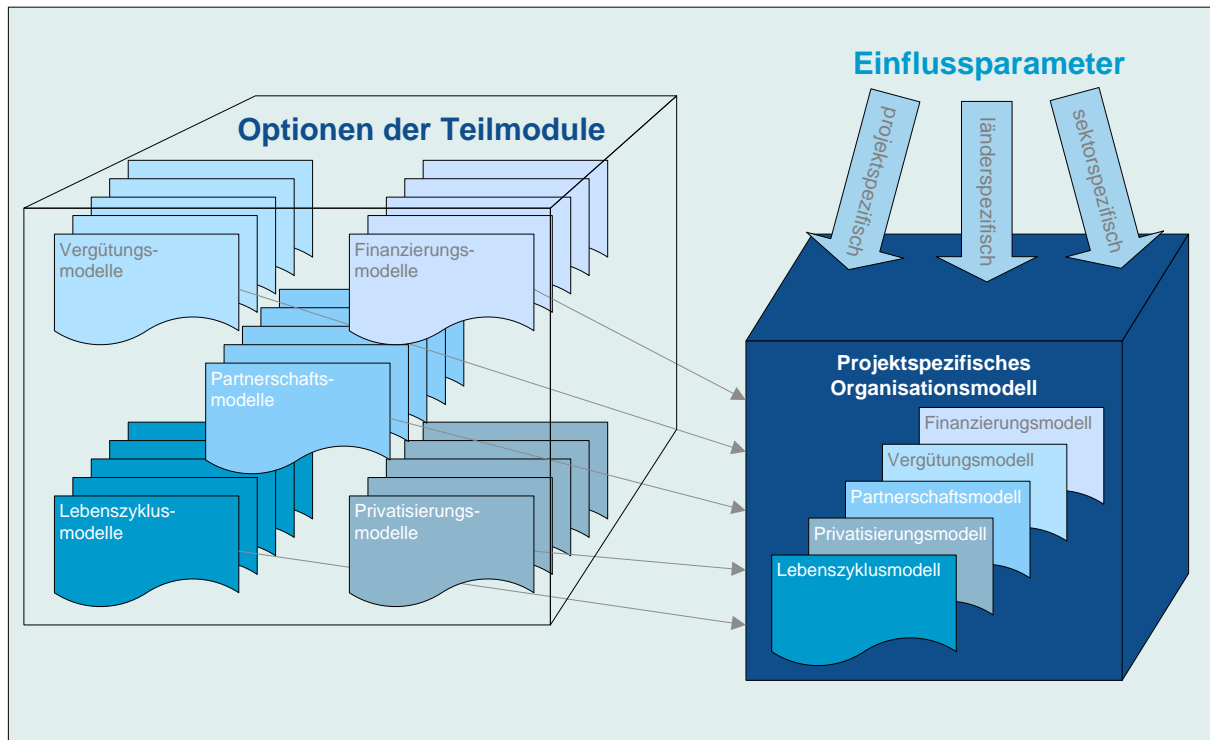 Einflussparameter
projektspezifisch
länderspezifisch
sektorspezifisch
Optionen der Teilmodule
Vergütungs-
modelle
Finanzierungs-
modelle
Partnerschafts-
modelle
Lebenszyklus-
modelle
Privatisierungs-
modelle
Projektspezifisches
Organisationsmodell
Finanzierungsmodell
Vergütungsmodell
Partnerschaftsmodell
Privatisierungsmodell
Lebenszyklusmodell